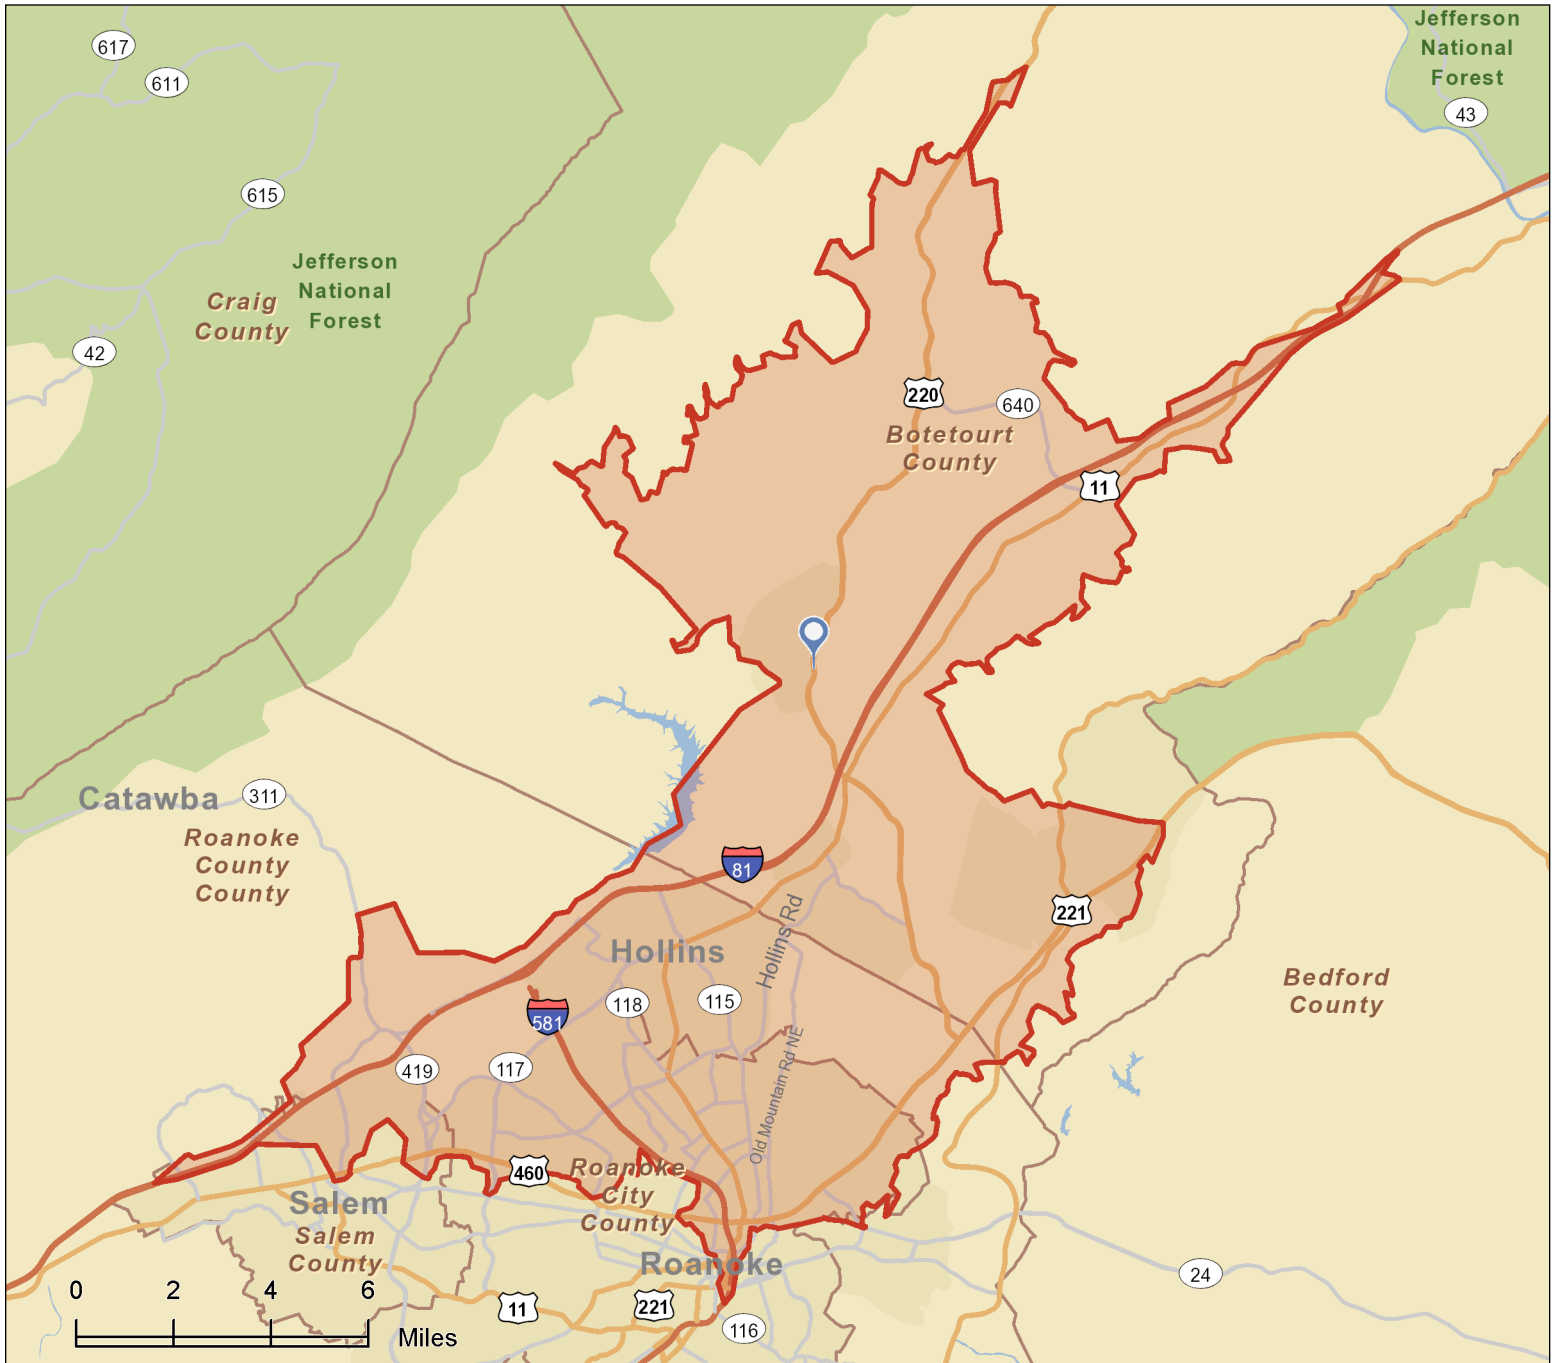 Jefferson
National
Forest
617
611
43
615
Jefferson
National
Forest
Craig
County
42
220
640
Botetourt
County
11
Catawba
311
Roanoke
County
County
81
221
Hollins Rd
Hollins
Bedford
County
118
115
581
419
117
Old Mountain Rd NE
460
Roanoke
City
County
Salem
Salem
County
Roanoke
24
0 2 4 6
Miles
11
221
116